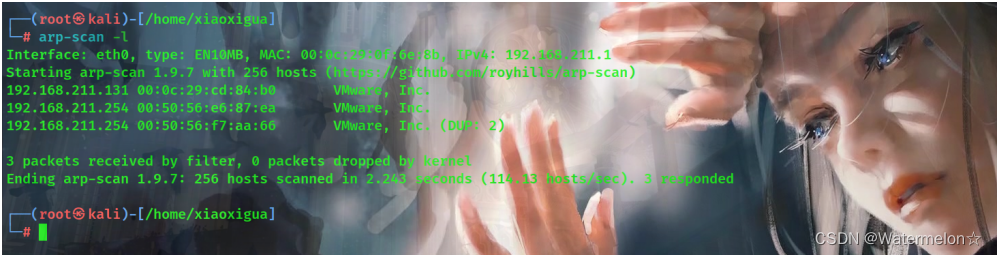 ┌──(root㉿kali)-[/home/xiaoxigua]
└─# arp-scan -l
Interface: eth0, type: EN10MB, MAC: 00:0c:29:0f:6e:8b, IPv4: 192.168.211.1
Starting arp-scan 1.9.7 with 256 hosts (https://github.com/royhills/arp-scan)
192.168.211.131 00:0c:29:cd:84:b0 VMware, Inc.
192.168.211.254 00:50:56:e6:87:ea VMware, Inc.
192.168.211.254 00:50:56:f7:aa:66 VMware, Inc. (DUP: 2)
3 packets received by filter, 0 packets dropped by kernel
Ending arp-scan 1.9.7: 256 hosts scanned in 2.243 seconds (114.13 hosts/sec). 3 responded
┌──(root㉿kali)-[/home/xiaoxigua]
└─#
CSDN @Watermelon☆